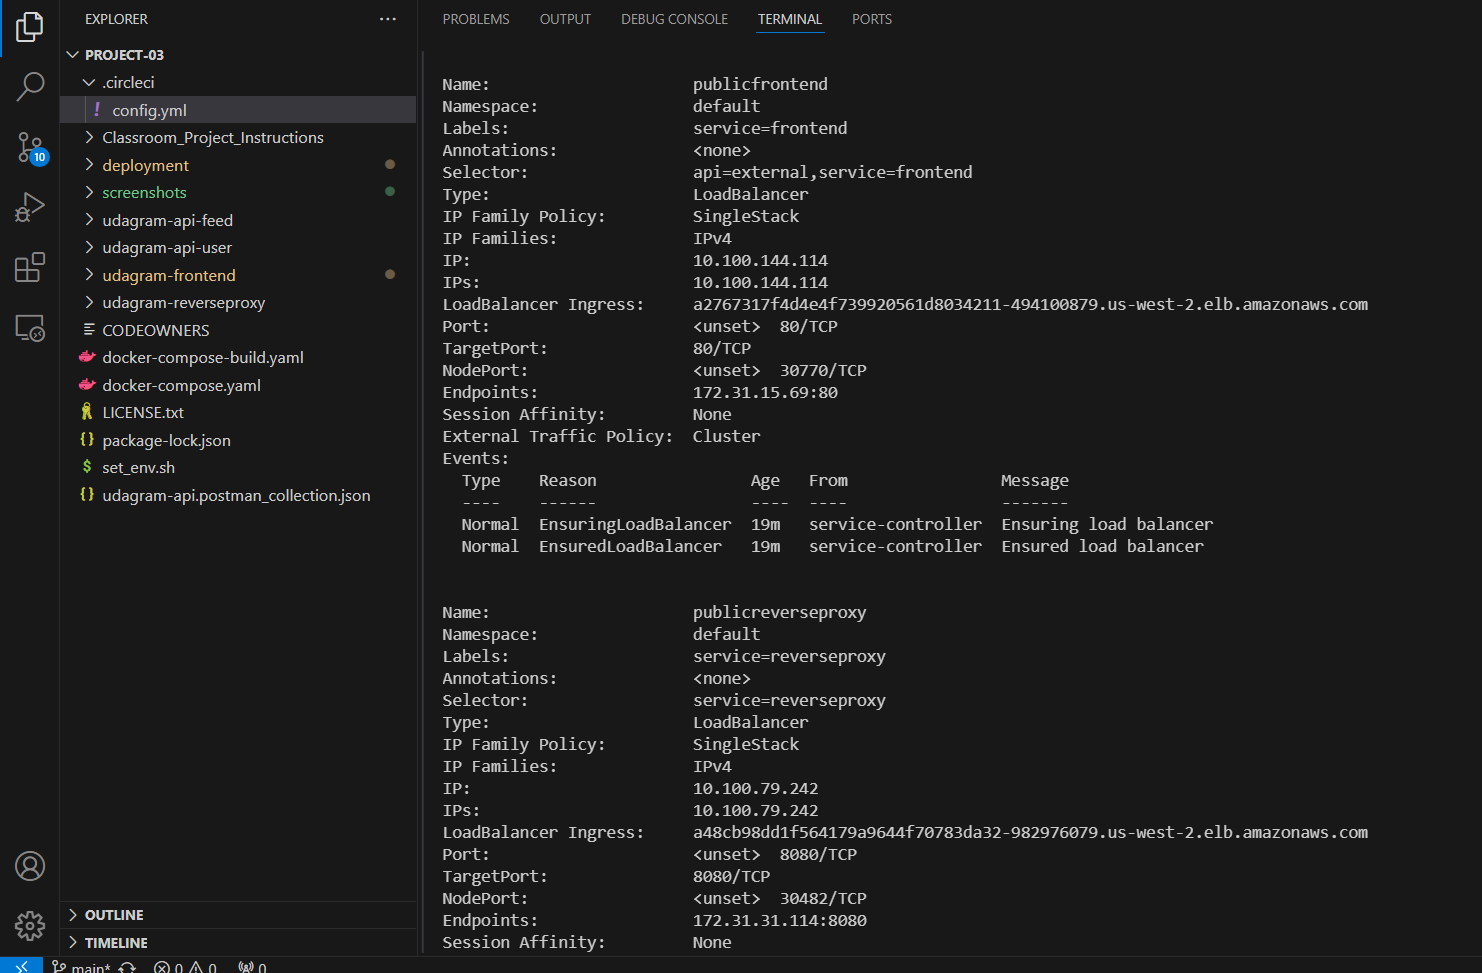 EXPLORER
PROJECT-03
.circleci
! config.yml
Classroom_Project_Instructions
deployment
screenshots
udagram-api-feed
udagram-api-user
udagram-frontend
udagram-reverseproxy
CODEOWNERS
docker-compose-build.yaml
docker-compose.yaml
LICENSE.txt
{} package-lock.json
$ set_env.sh
{} udagram-api.postman_collection.json
OUTLINE
TIMELINE
10
main* 0 0 0
PROBLEMS OUTPUT DEBUG CONSOLE TERMINAL PORTS
Name: publicfrontend
Namespace: default
Labels: service=frontend
Annotations: <none>
Selector: api=external,service=frontend
Type: LoadBalancer
IP Family Policy: SingleStack
IP Families: IPv4
IP: 10.100.144.114
IPs: 10.100.144.114
LoadBalancer Ingress: a2767317f4d4e4f739920561d8034211-494100879.us-west-2.elb.amazonaws.com
Port: <unset> 80/TCP
TargetPort: 80/TCP
NodePort: <unset> 30770/TCP
Endpoints: 172.31.15.69:80
Session Affinity: None
External Traffic Policy: Cluster
Events:
Type Reason Age From Message
---- ------ ---- ---- -------
Normal EnsuringLoadBalancer 19m service-controller Ensuring load balancer
Normal EnsuredLoadBalancer 19m service-controller Ensured load balancer
Name: publicreverseproxy
Namespace: default
Labels: service=reverseproxy
Annotations: <none>
Selector: service=reverseproxy
Type: LoadBalancer
IP Family Policy: SingleStack
IP Families: IPv4
IP: 10.100.79.242
IPs: 10.100.79.242
LoadBalancer Ingress: a48cb98dd1f564179a9644f70783da32-982976079.us-west-2.elb.amazonaws.com
Port: <unset> 8080/TCP
TargetPort: 8080/TCP
NodePort: <unset> 30482/TCP
Endpoints: 172.31.31.114:8080
Session Affinity: None